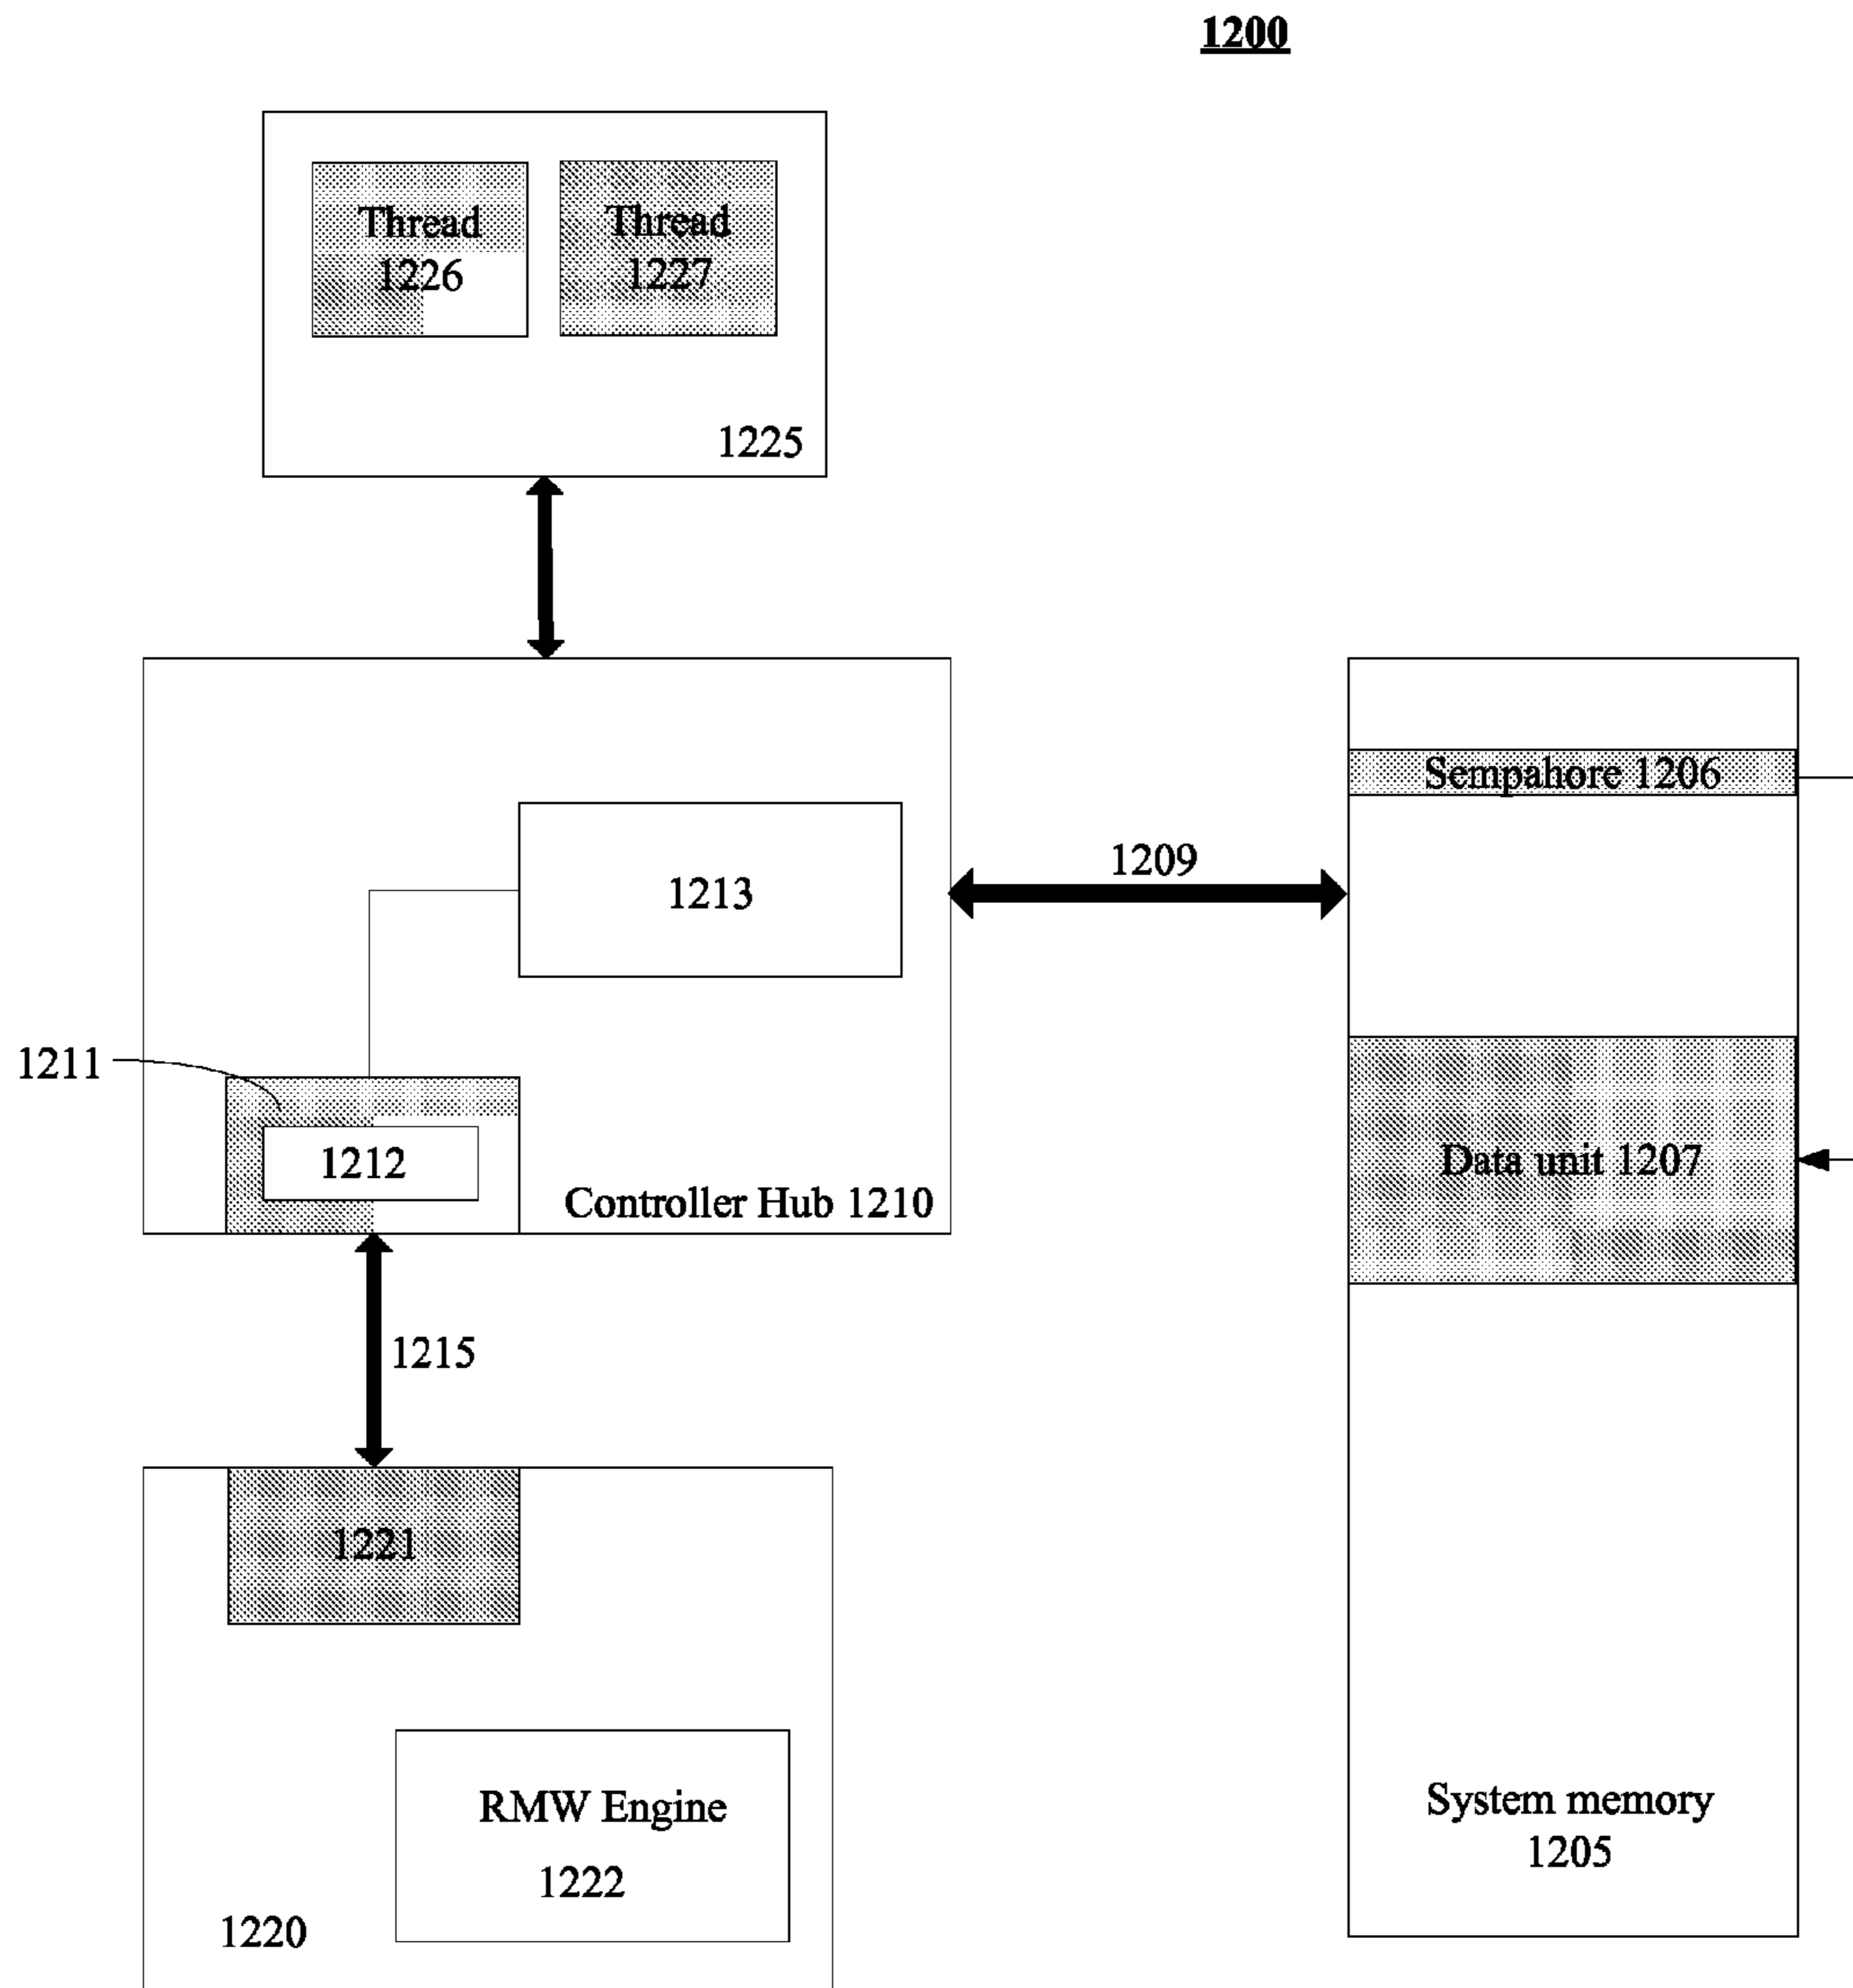 1200
Thread
1226
Thread
1227
1225
Sempahore 1206
1209
1213
1211
1212
Data unit 1207
Controller Hub 1210
1215
1221
RMW Engine
1222
System memory
1205
1220